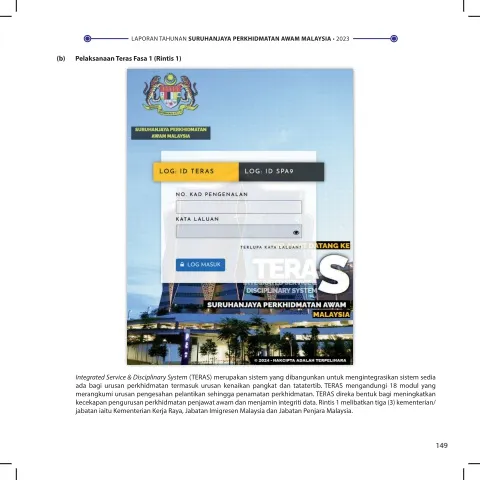 LAPORAN TAHUNAN SURUHANJAYA PERKHIDMATAN AWAM MALAYSIA • 2023
(b) Pelaksanaan Teras Fasa 1 (Rintis 1)
SURUHANJAYA PERKHIDMATAN
AWAM MALAYSIA
LOG: ID TERAS LOG: ID SPA9
NO. KAD PENGENALAN
KATA LALUAN
TERLUPA KATA LALUAN?
DATANG KE
LOG MASUK
TERAS
INTEGRATED SERVICE &
DISCIPLINARY SYSTEM
SURUHANJAYA PERKHIDMATAN AWAM
MALAYSIA
© 2024 - HAKCIPTA ADALAH TERPELIHARA
Integrated Service & Disciplinary System (TERAS) merupakan sistem yang dibangunkan untuk mengintegrasikan sistem sedia
ada bagi urusan perkhidmatan termasuk urusan kenaikan pangkat dan tatatertib. TERAS mengandungi 18 modul yang
merangkumi urusan pengesahan pelantikan sehingga penamatan perkhidmatan. TERAS direka bentuk bagi meningkatkan
kecekapan pengurusan perkhidmatan penjawat awam dan menjamin integriti data. Rintis 1 melibatkan tiga (3) kementerian/
jabatan iaitu Kementerian Kerja Raya, Jabatan Imigresen Malaysia dan Jabatan Penjara Malaysia.
149